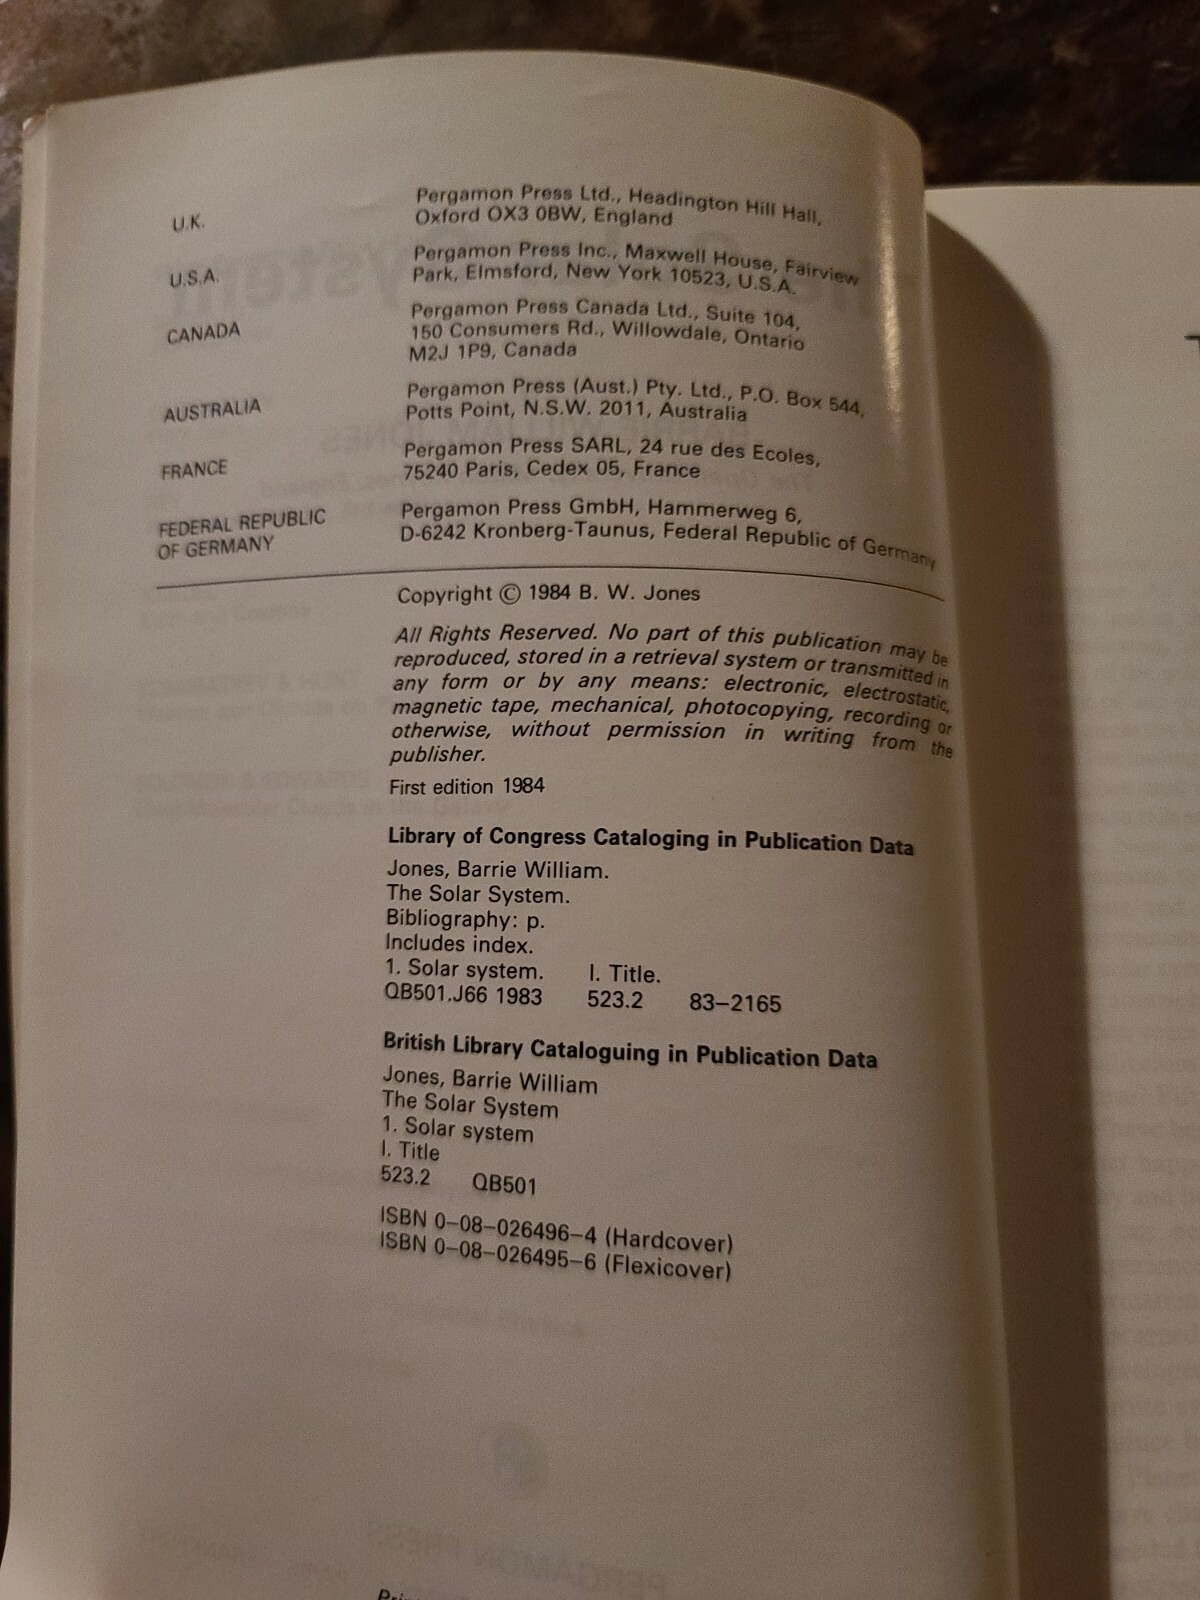 U.K.
Pergamon Press Ltd., Headington Hill Hall,
Oxford OX3 0BW, England
U.S.A.
Pergamon Press Inc., Maxwell House, Fairview
Park, Elmsford, New York 10523, U.S.A.
CANADA
Pergamon Press Canada Ltd., Suite 104,
150 Consumers Rd., Willowdale, Ontario
M2J 1P9, Canada
AUSTRALIA
Pergamon Press (Aust.) Pty. Ltd., P.O. Box 544,
Potts Point, N.S.W. 2011, Australia
FRANCE
Pergamon Press SARL, 24 rue des Ecoles,
75240 Paris, Cedex 05, France
FEDERAL REPUBLIC
OF GERMANY
Pergamon Press GmbH, Hammerweg 6,
D-6242 Kronberg-Taunus, Federal Republic of Germany
Copyright © 1984 B. W. Jones
All Rights Reserved. No part of this publication may be
reproduced, stored in a retrieval system or transmitted in
any form or by any means: electronic, electrostatic,
magnetic tape, mechanical, photocopying, recording or
otherwise, without permission in writing from the
publisher.
First edition 1984
Library of Congress Cataloging in Publication Data
Jones, Barrie William.
The Solar System.
Bibliography: p.
Includes index.
1. Solar system. I. Title.
QB501.J66 1983 523.2 83–2165
British Library Cataloguing in Publication Data
Jones, Barrie William
The Solar System
1. Solar system
I. Title
523.2 QB501
ISBN 0–08–026496–4 (Hardcover)
ISBN 0–08–026495–6 (Flexicover)